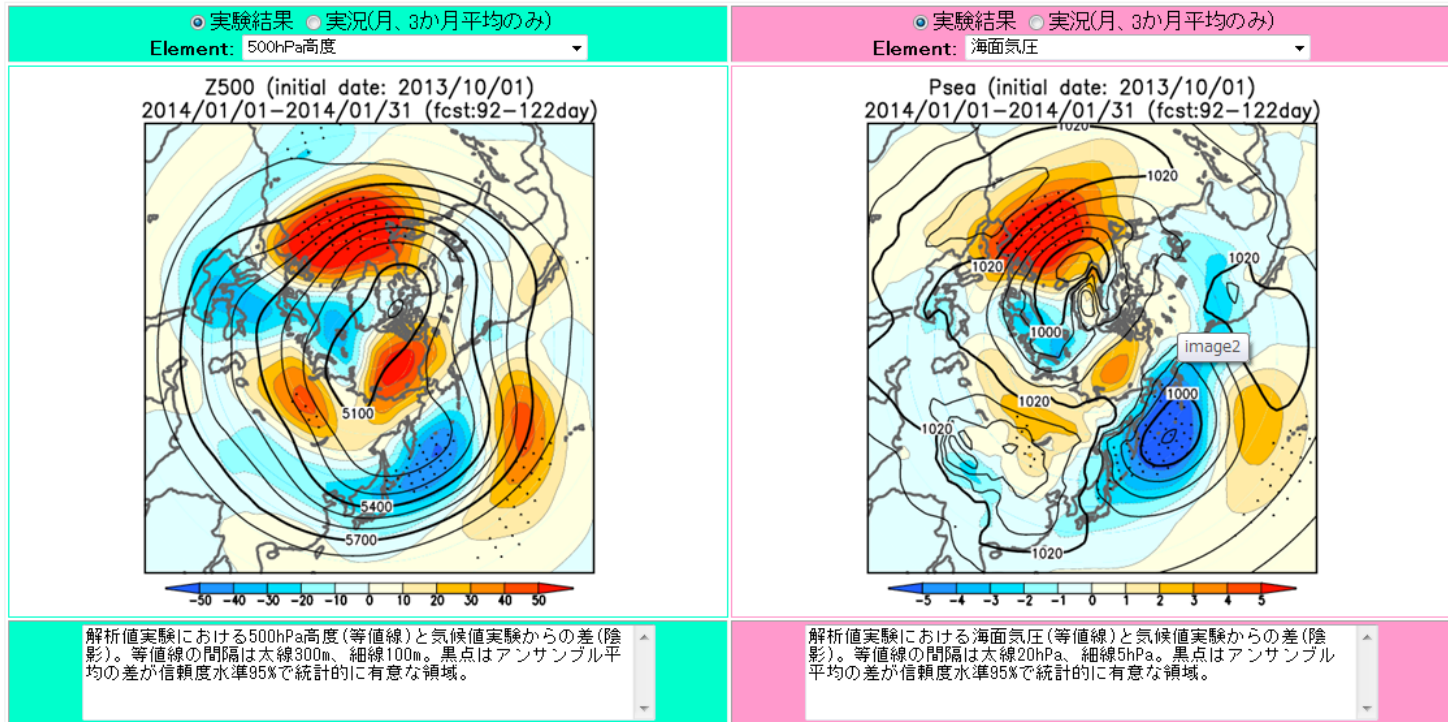 実験結果 実況(月、3か月平均のみ)
Element: 500hPa高度
Z500 (initial date: 2013/10/01)
2014/01/01-2014/01/31 (fcst:92-122day)
5100
5400
5700
-50 -40 -30 -20 -10 0 10 20 30 40 50
解析値実験における500hPa高度(等値線)と気候値実験からの差(陰
影)。等値線の間隔は太線300m、細線100m。黒点はアンサンブル平
均の差が信頼度水準95%で統計的に有意な領域。
実験結果 実況(月、3か月平均のみ)
Element: 海面気圧
Psea (initial date: 2013/10/01)
2014/01/01-2014/01/31 (fcst:92-122day)
1020
1020
1020
1020
1000
image2
1020
1000
1020
1020
-5 -4 -3 -2 -1 0 1 2 3 4 5
解析値実験における海面気圧(等値線)と気候値実験からの差(陰
影)。等値線の間隔は太線20hPa、細線5hPa。黒点はアンサンブル
平均の差が信頼度水準95%で統計的に有意な領域。